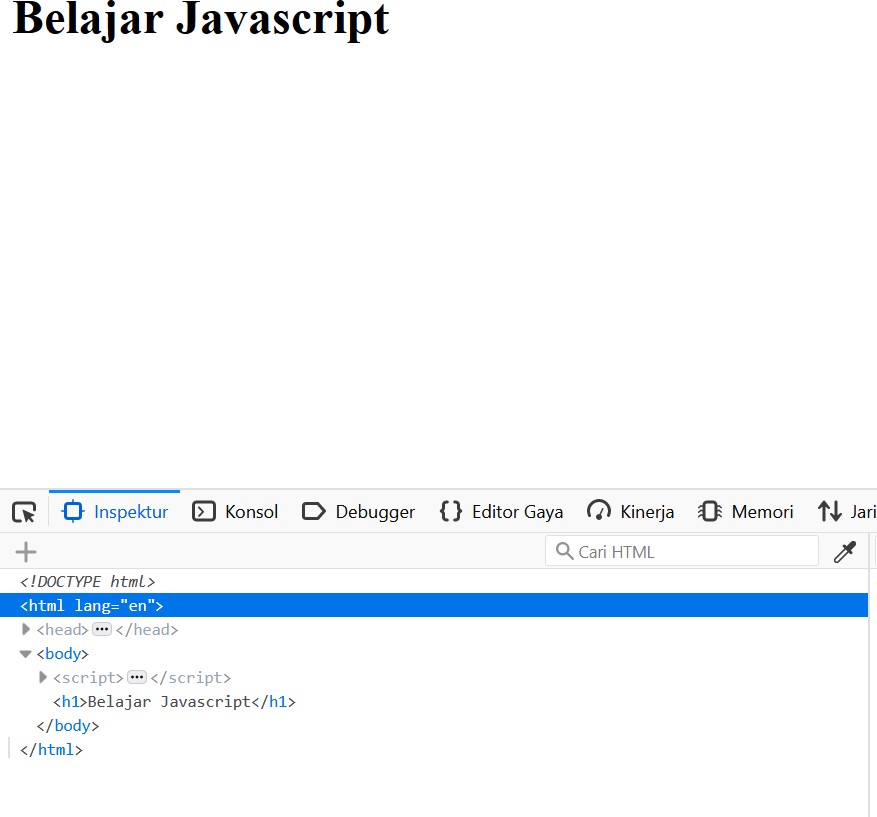 Belajar Javascript
Inspektur Konsol Debugger Editor Gaya Kinerja Memori Jari
Cari HTML
<!DOCTYPE html>
<html lang="en">
<head>···</head>
<body>
<script>···</script>
<h1>Belajar Javascript</h1>
</body>
</html>